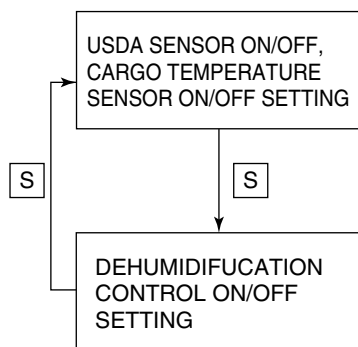 USDA SENSOR ON/OFF,
CARGO TEMPERATURE
SENSOR ON/OFF SETTING
S
S
DEHUMIDIFUCATION
CONTROL ON/OFF
SETTING